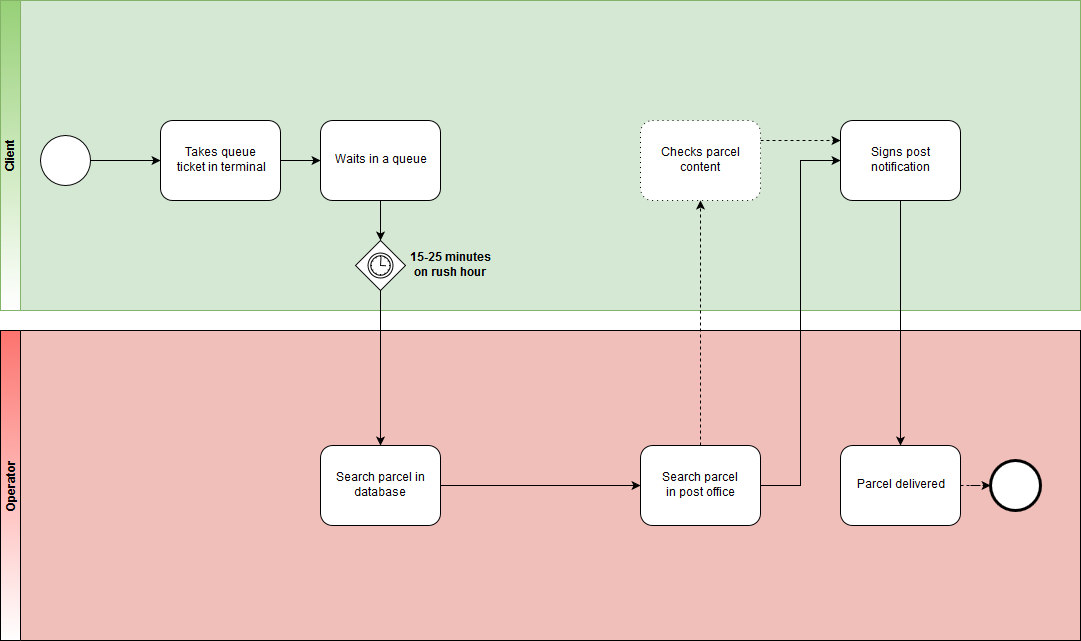 Client
Takes queue
ticket in terminal
Waits in a queue
15-25 minutes
on rush hour
Checks parcel
content
Signs post
notification
Operator
Search parcel in
database
Search parcel
in post office
Parcel delivered